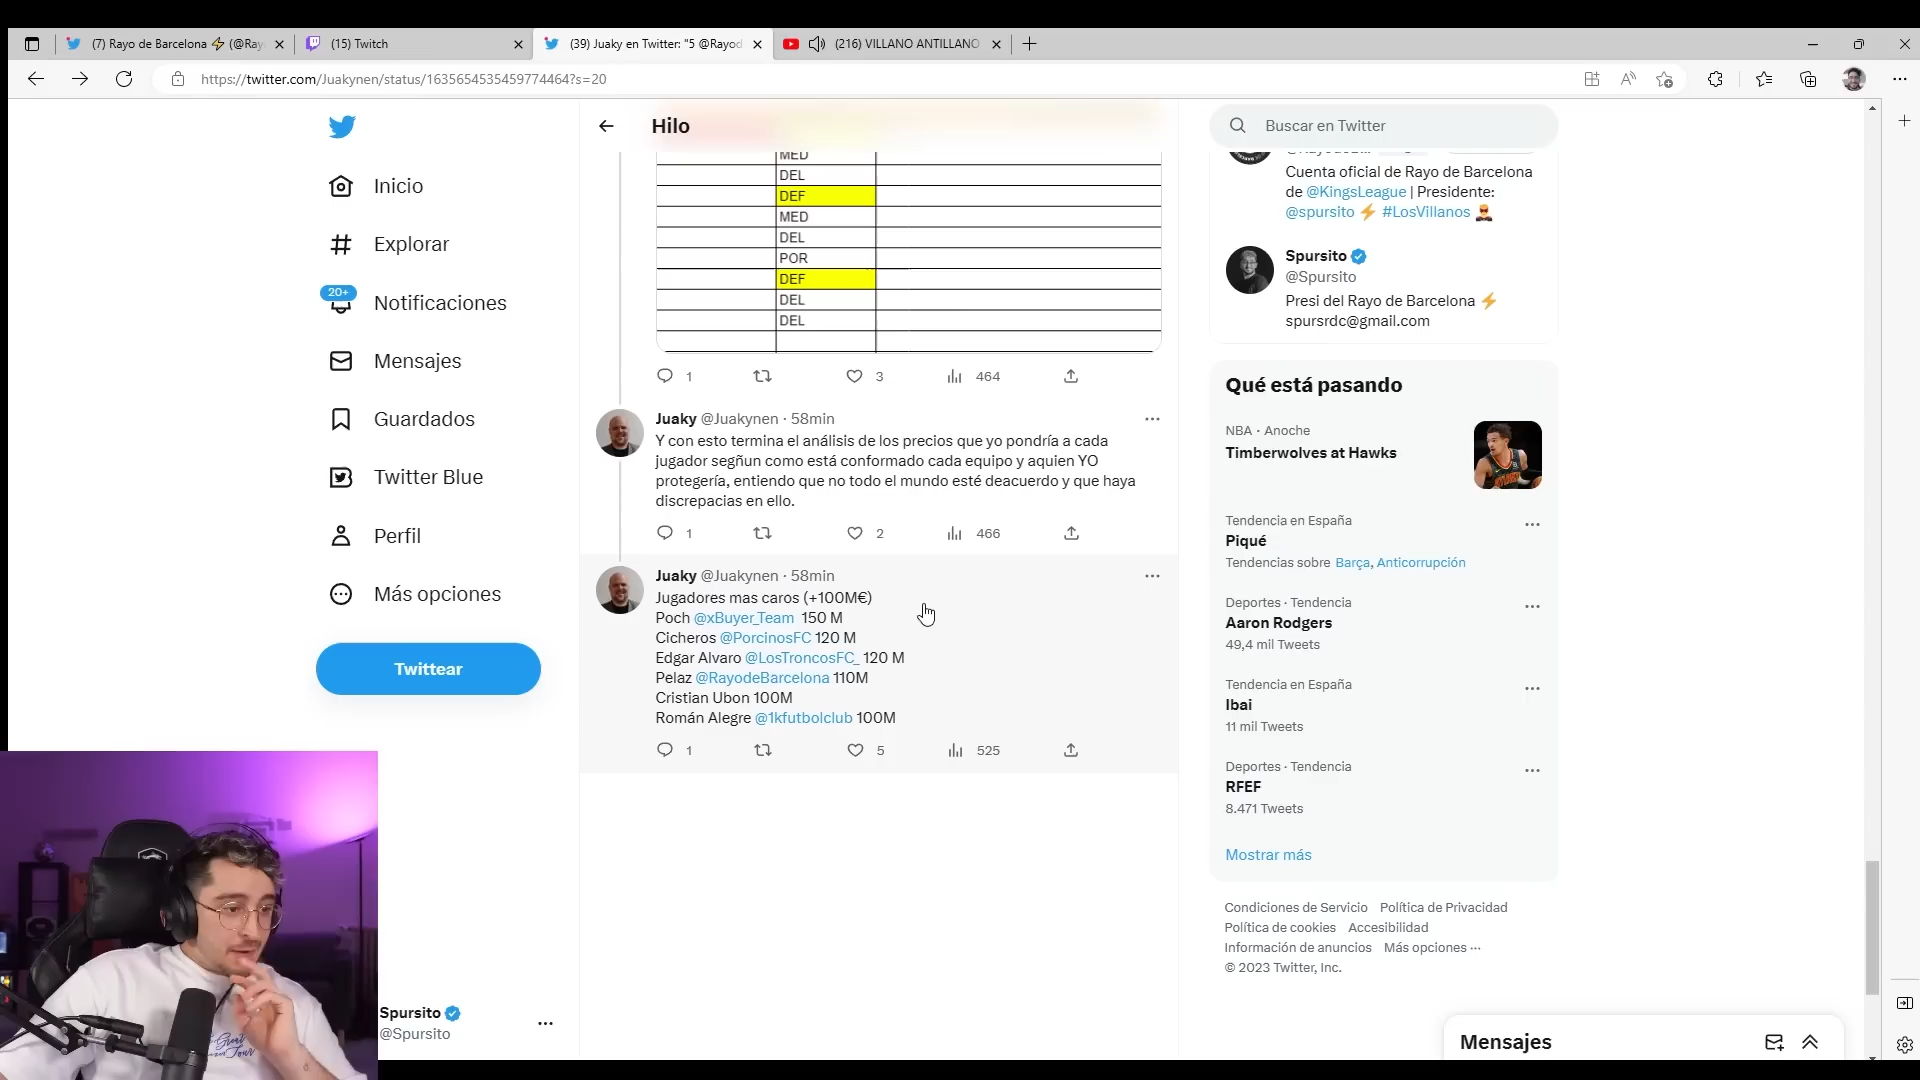 (7) Rayo de Barcelona ⚡ (@Ray
(15) Twitch
(39) Juaky en Twitter: "5 @Rayod
(216) VILLANO ANTILLANO
https://twitter.com/Juakynen/status/1635654535459774464?s=20
Inicio
Explorar
20+
Notificaciones
Mensajes
Guardados
Twitter Blue
Perfil
Más opciones
Twittear
Spursito
@Spursito
Hilo
MED
DEL
DEF
MED
DEL
POR
DEF
DEL
DEL
1
3
464
Juaky @Juakynen · 58min
Y con esto termina el análisis de los precios que yo pondría a cada
jugador segñun como está conformado cada equipo y aquien YO
protegería, entiendo que no todo el mundo esté deacuerdo y que haya
discrepacias en ello.
1
2
466
Juaky @Juakynen · 58min
Jugadores mas caros (+100M€)
Poch @xBuyer_Team 150 M
Cicheros @PorcinosFC 120 M
Edgar Alvaro @LosTroncosFC_ 120 M
Pelaz @RayodeBarcelona 110M
Cristian Ubon 100M
Román Alegre @1kfutbolclub 100M
1
5
525
Buscar en Twitter
Cuenta oficial de Rayo de Barcelona
de @KingsLeague | Presidente:
@spursito ⚡ #LosVillanos
Spursito
@Spursito
Presi del Rayo de Barcelona ⚡
spursrdc@gmail.com
Qué está pasando
NBA · Anoche
Timberwolves at Hawks
Tendencia en España
Piqué
Tendencias sobre Barça, Anticorrupción
Deportes · Tendencia
Aaron Rodgers
49,4 mil Tweets
Tendencia en España
Ibai
11 mil Tweets
Deportes · Tendencia
RFEF
8.471 Tweets
Mostrar más
Condiciones de Servicio Política de Privacidad
Política de cookies Accesibilidad
Información de anuncios Más opciones ···
© 2023 Twitter, Inc.
Mensajes